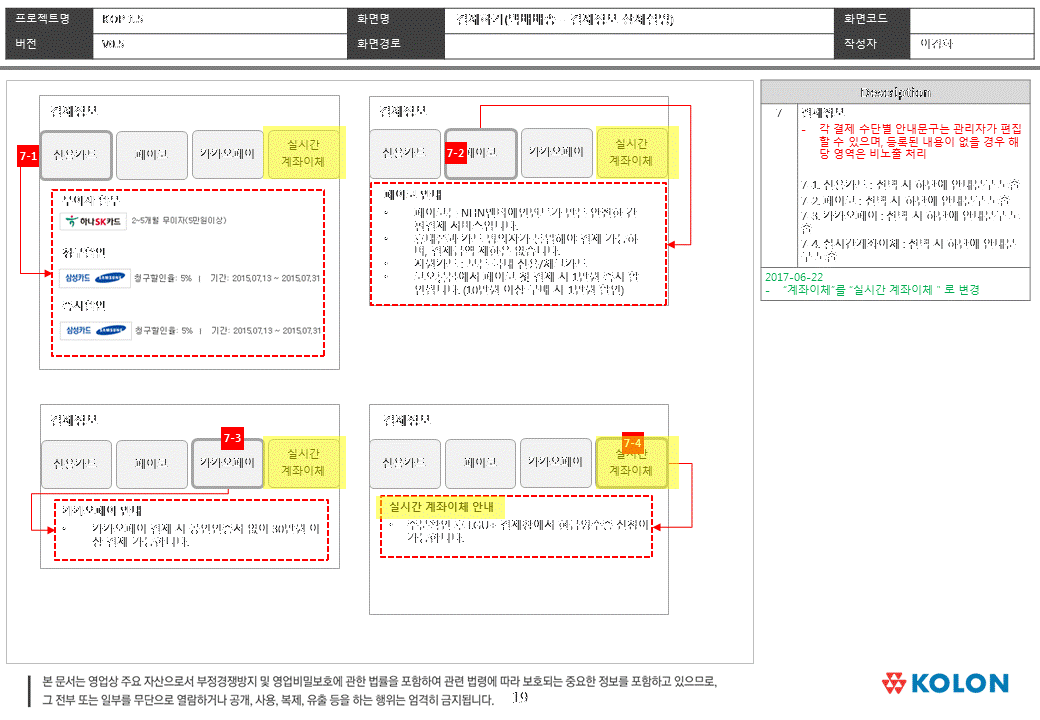 프로젝트명 KOP 1.5 화면명 결제하기(택배배송 - 결제정보 상세설명) 화면코드
버전 V0.5 화면경로 작성자 이경화
결제정보
7-1
신용카드 페이코 카카오페이 실시간 계좌이체
무이자 할부
하나SK카드 2~5개월 무이자(5만원이상)
청구할인
삼성카드 SAMSUNG 청구할인율: 5% | 기간: 2015.07.13 ~ 2015.07.31
즉시할인
삼성카드 SAMSUNG 청구할인율: 5% | 기간: 2015.07.13 ~ 2015.07.31
결제정보
7-2
신용카드 페이코 카카오페이 실시간 계좌이체
페이코 안내
페이코는 NHN엔터테인먼트가 만든 안전한 간
편결제 서비스입니다.
휴대폰과 카드 명의자가 동일해야 결제 가능하
며, 결제금액 제한은 없습니다.
지원카드 : 모든 국내 신용/체크카드
코오롱몰에서 페이코 첫 결제 시 1만원 즉시 할
인됩니다. (10만원 이상 구매 시 1만원 할인)
결제정보
7-3
신용카드 페이코 카카오페이 실시간 계좌이체
카카오페이 안내
카카오페이 결제 시 공인인증서 없이 30만원 이
상 결제 가능합니다.
결제정보
7-4
신용카드 페이코 카카오페이 실시간 계좌이체
실시간 계좌이체 안내
주문확인 후 LGU+ 결제창에서 현금영수증 신청이
가능합니다.
Description
7 결제정보
- 각 결제 수단별 안내문구는 관리자가 편집
할 수 있으며, 등록된 내용이 없을 경우 해
당 영역은 비노출 처리
7-1. 신용카드 : 선택 시 하단에 안내문구 노출
7-2. 페이코 : 선택 시 하단에 안내문구 노출
7-3. 카카오페이 : 선택 시 하단에 안내문구 노
출
7-4. 실시간계좌이체 : 선택 시 하단에 안내문
구 노출
2017-06-22
- "계좌이체"를 "실시간 계좌이체 " 로 변경
본 문서는 영업상 주요 자산으로서 부정경쟁방지 및 영업비밀보호에 관한 법률을 포함하여 관련 법령에 따라 보호되는 중요한 정보를 포함하고 있으므로,
그 전부 또는 일부를 무단으로 열람하거나 공개, 사용, 복제, 유출 등을 하는 행위는 엄격히 금지됩니다.
19
KOLON